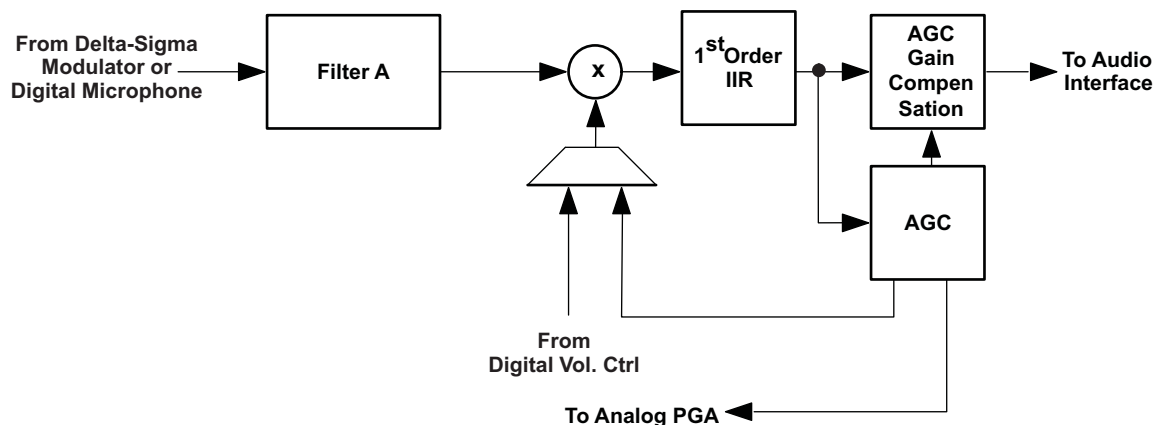 From Delta-Sigma
Modulator or
Digital Microphone
Filter A
x
1st Order
IIR
AGC
Gain
Compen
Sation
To Audio
Interface
AGC
From
Digital Vol. Ctrl
To Analog PGA